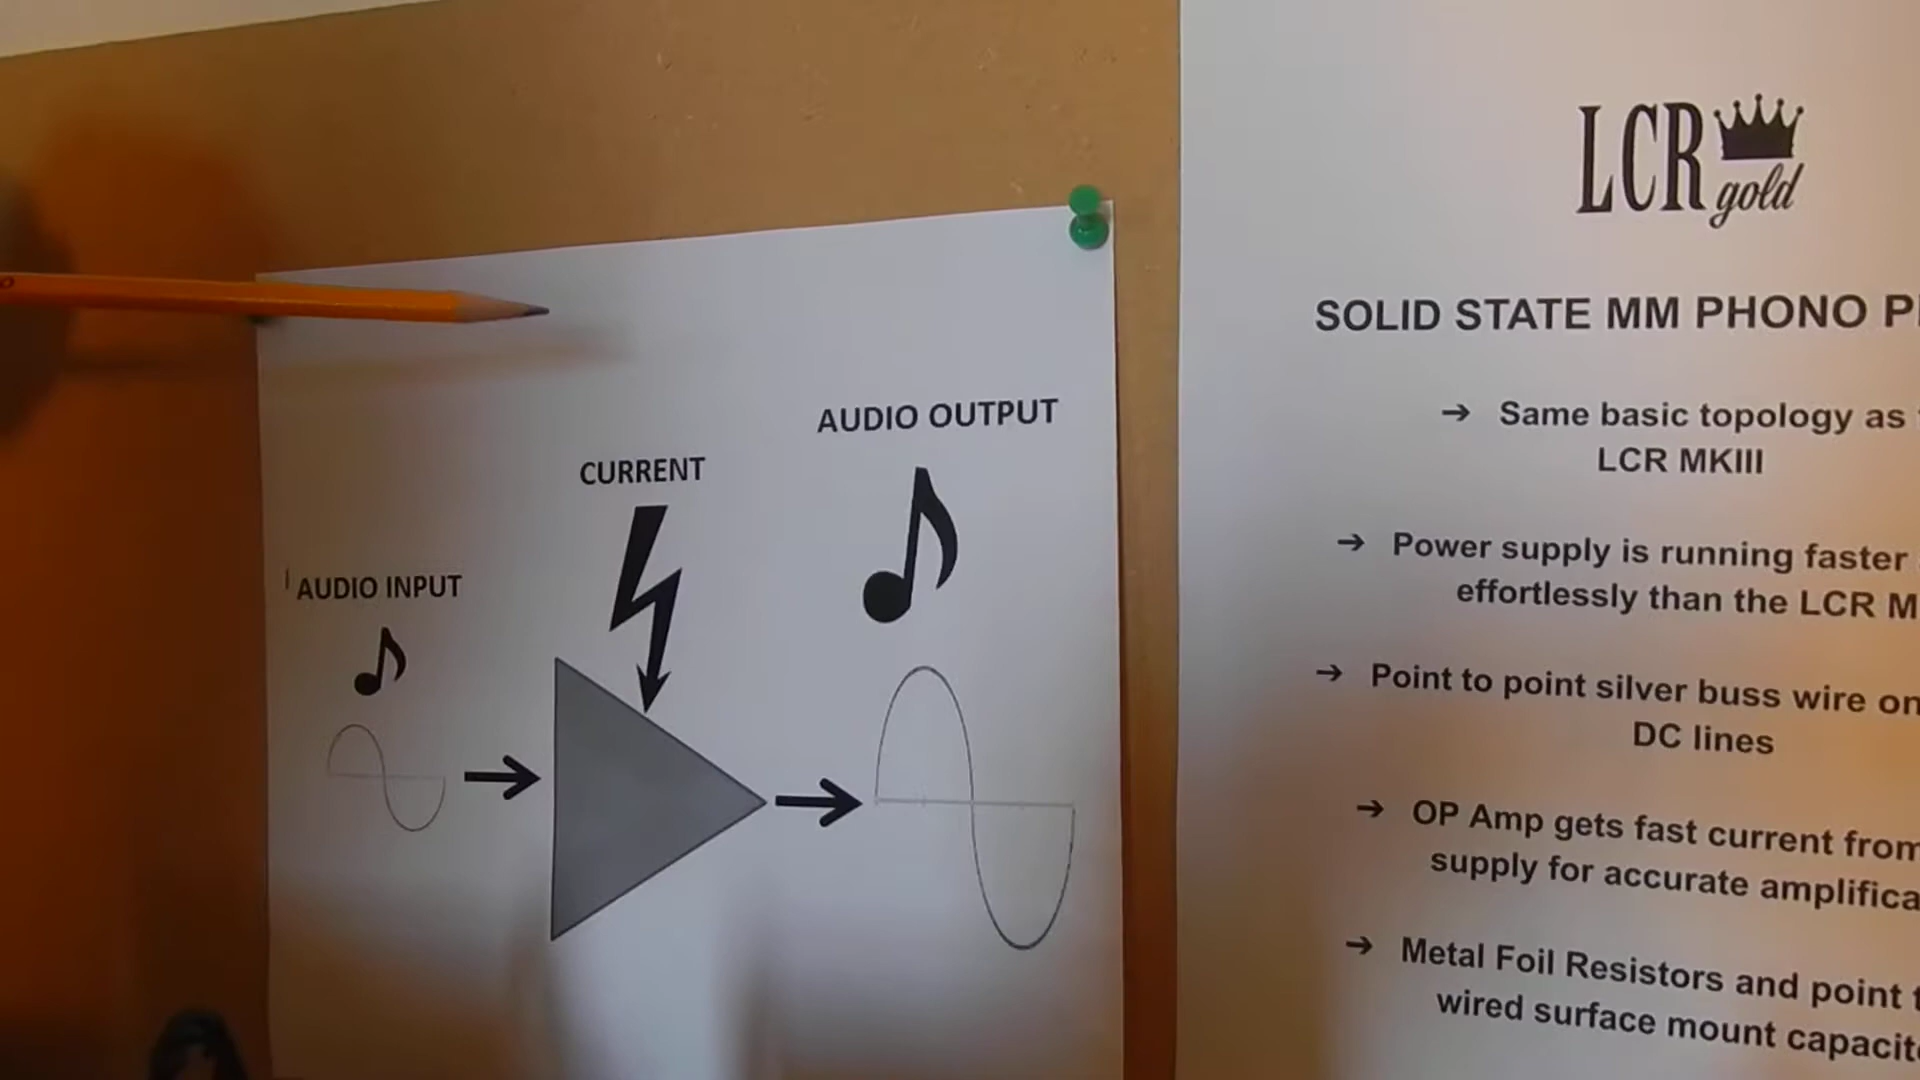 AUDIO OUTPUT
CURRENT
AUDIO INPUT
LCR
gold
SOLID STATE MM PHONO
Same basic topology as
LCR MKIII
Power supply is running faster
effortlessly than the LCR
Point to point silver buss wire on
DC lines
OP Amp gets fast current from
supply for accurate
Metal Foil Resistors and point
wired surface mount